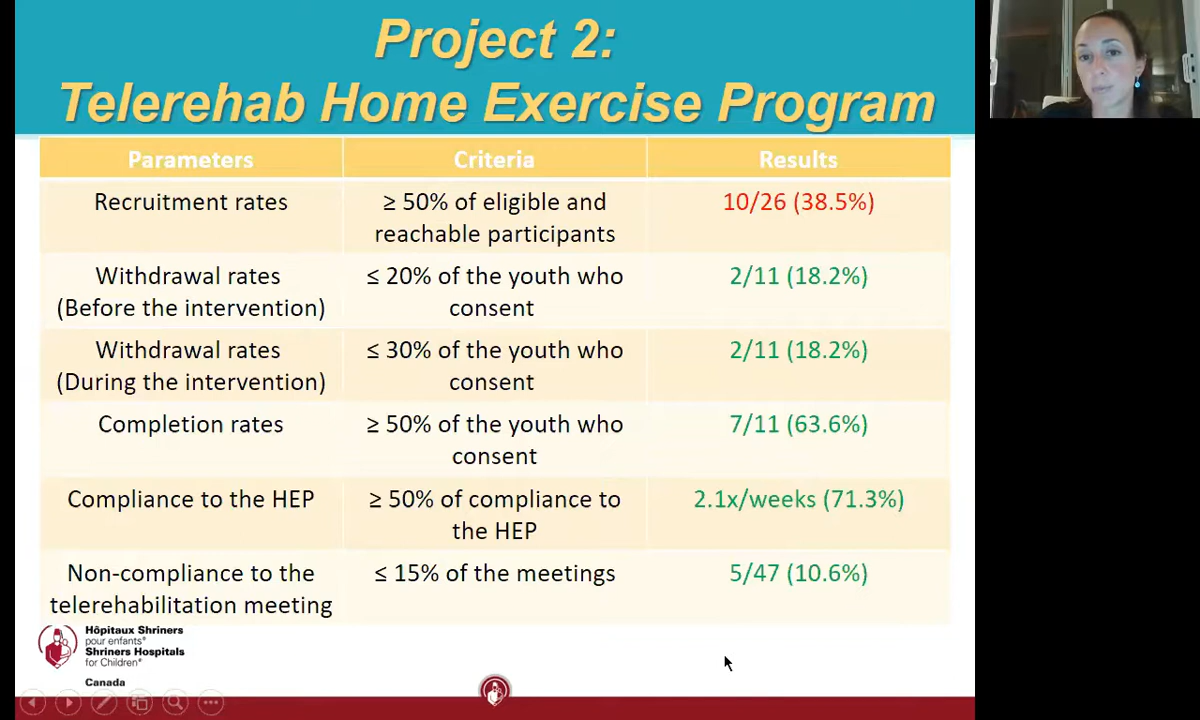 Project 2:
Telerehab Home Exercise Program
Parameters
Criteria
Results
Recruitment rates
≥ 50% of eligible and
reachable participants
10/26 (38.5%)
Withdrawal rates
(Before the intervention)
≤ 20% of the youth who
consent
2/11 (18.2%)
Withdrawal rates
(During the intervention)
≤ 30% of the youth who
consent
2/11 (18.2%)
Completion rates
≥ 50% of the youth who
consent
7/11 (63.6%)
Compliance to the HEP
≥ 50% of compliance to
the HEP
2.1x/weeks (71.3%)
Non-compliance to the
telerehabilitation meeting
≤ 15% of the meetings
5/47 (10.6%)
Hôpitaux Shriners
pour enfants®
Shriners Hospitals
for Children®
Canada